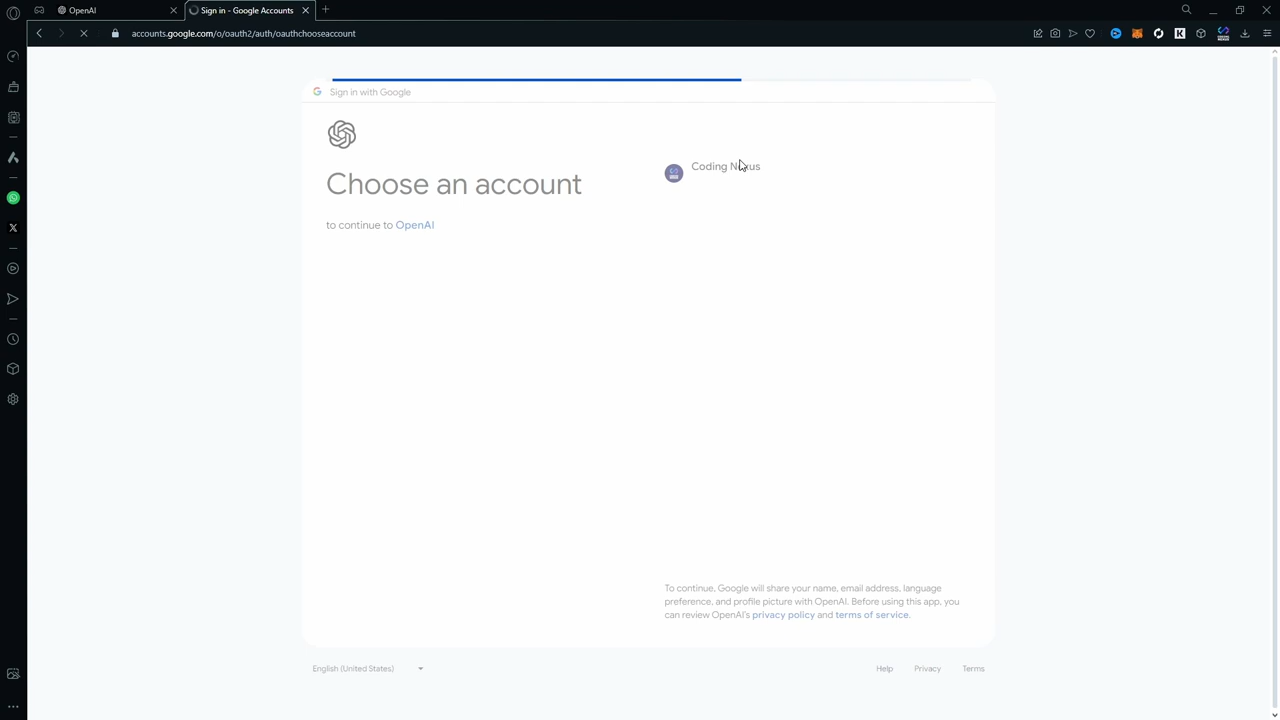 OpenAI
Sign in - Google Accounts
accounts.google.com/o/oauth2/auth/oauthchooseaccount
Sign in with Google
Choose an account
to continue to OpenAI
Coding Nexus
To continue, Google will share your name, email address, language
preference, and profile picture with OpenAI. Before using this app, you
can review OpenAI's privacy policy and terms of service.
English (United States)
Help
Privacy
Terms